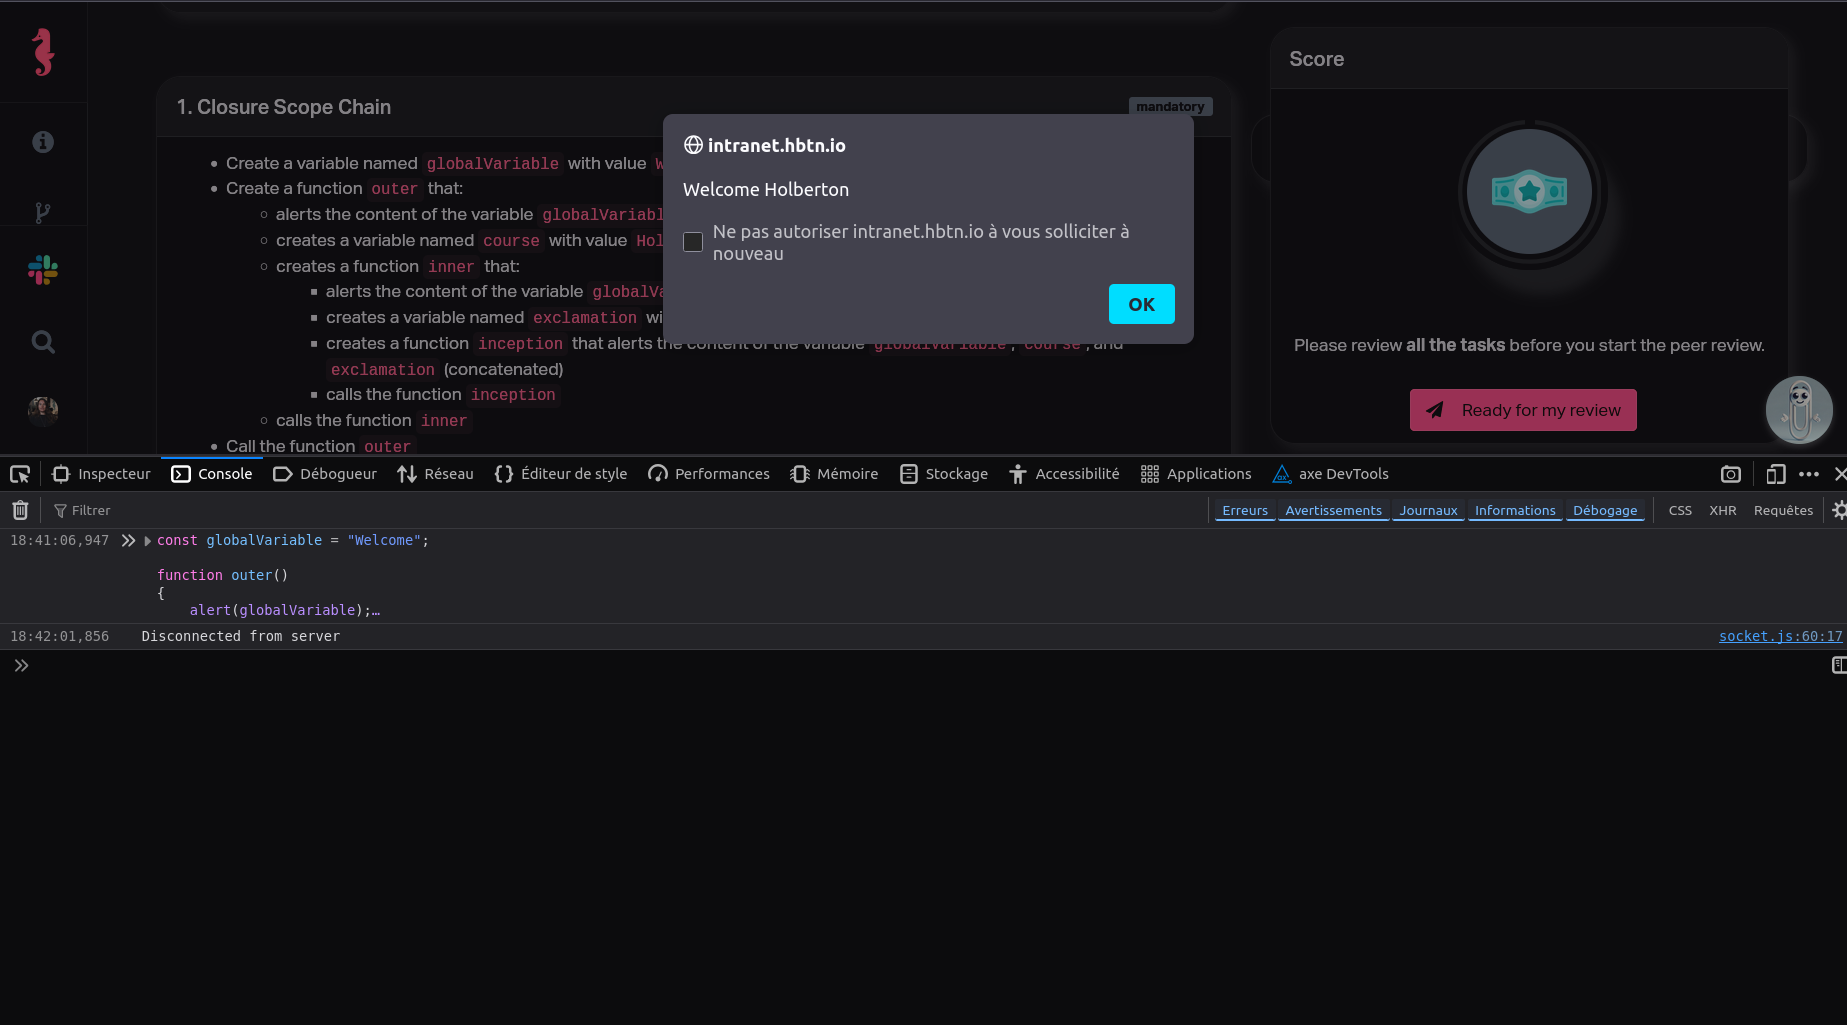 Score
1. Closure Scope Chain
mandatory
Create a variable named globalVariable with value
Create a function outer that:
alerts the content of the variable globalVariabl
creates a variable named course with value Hol
creates a function inner that:
alerts the content of the variable globalVa
creates a variable named exclamation wi
creates a function inception that alerts the content of the variable globalVariable, course, and
exclamation (concatenated)
calls the function inception
calls the function inner
Call the function outer
intranet.hbtn.io
Welcome Holberton
Ne pas autoriser intranet.hbtn.io à vous solliciter à
nouveau
OK
Please review all the tasks before you start the peer review.
Ready for my review
Inspecteur Console Débogueur Réseau Éditeur de style Performances Mémoire Stockage Accessibilité Applications axe DevTools
Filtrer
Erreurs Avertissements Journaux Informations Débogage CSS XHR Requêtes
18:41:06,947 const globalVariable = "Welcome";
function outer()
{
alert(globalVariable);…
18:42:01,856 Disconnected from server socket.js:60:17